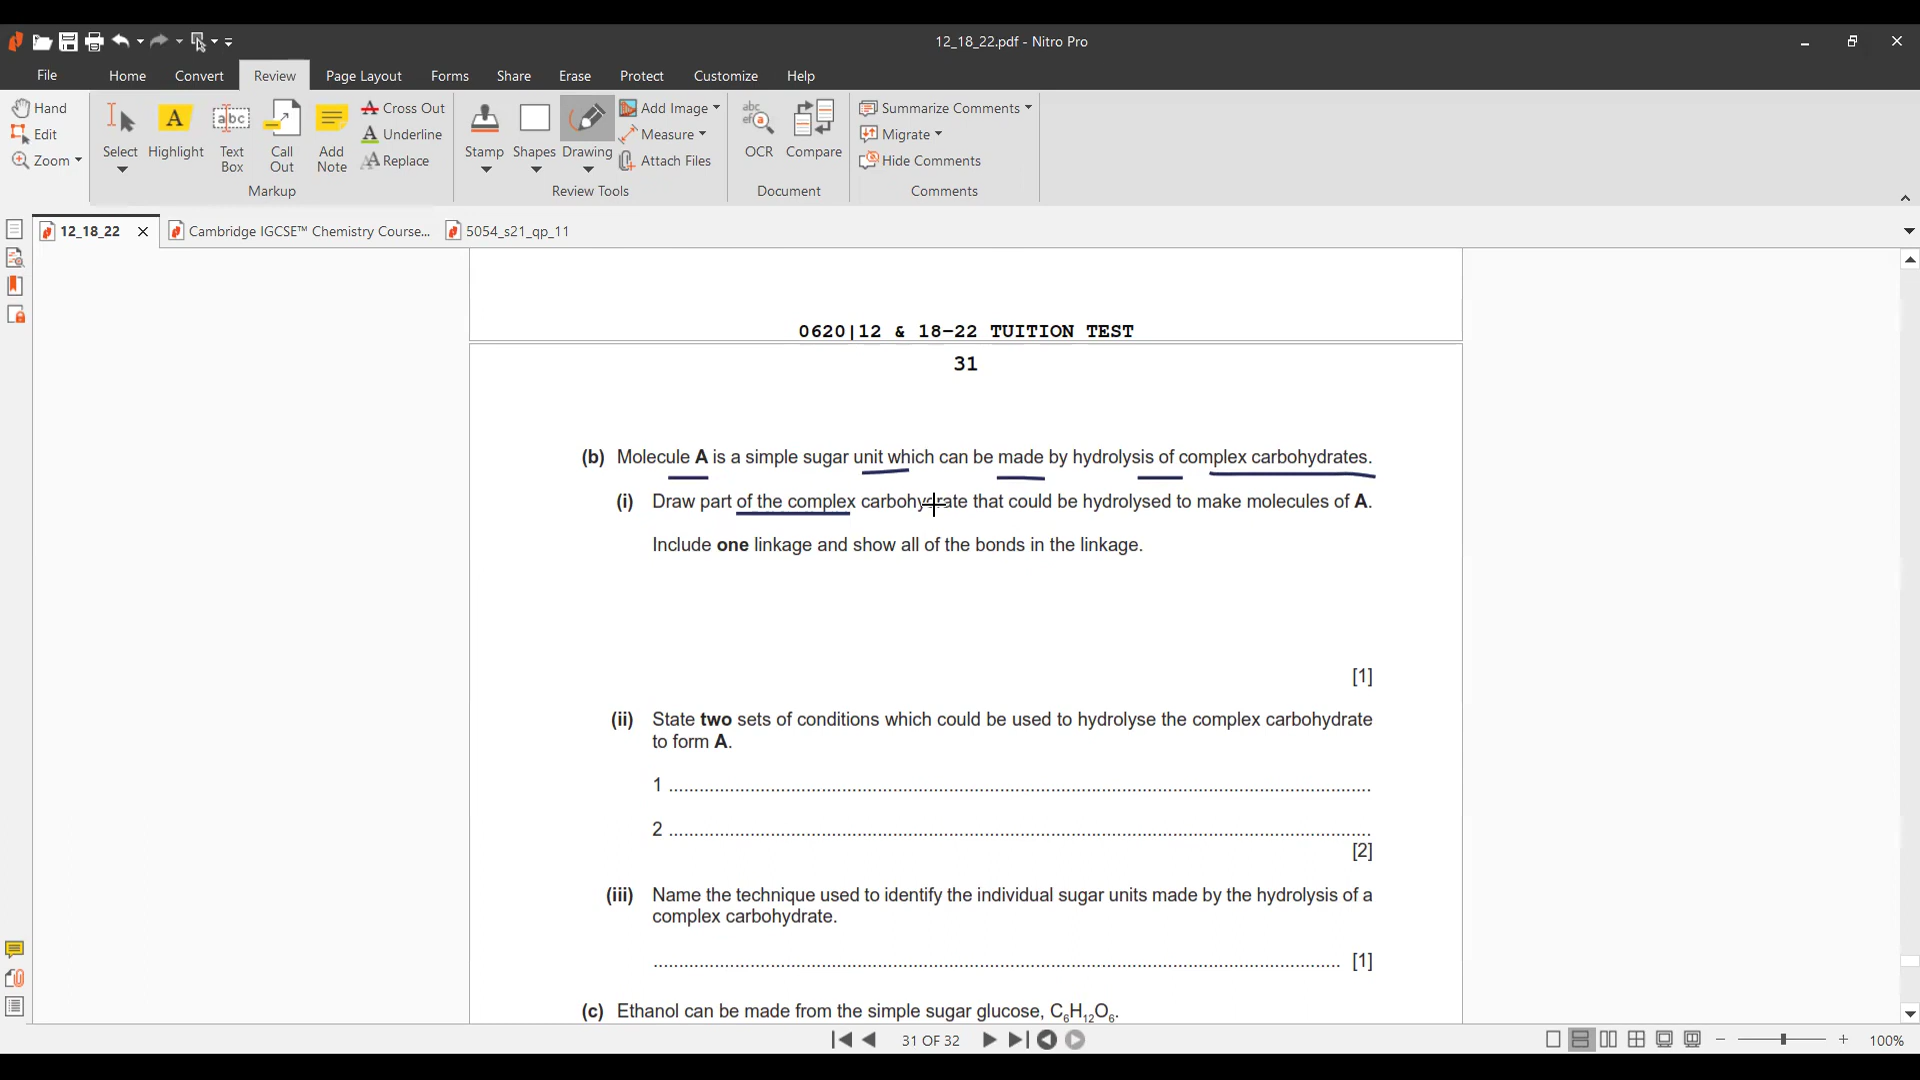 12_18_22.pdf - Nitro Pro
File Home Convert Review Page Layout Forms Share Erase Protect Customize Help
Hand
Edit
Zoom
Select
Highlight
Text Box
Call Out
Add Note
Cross Out
Underline
Replace
Markup
Stamp
Shapes
Drawing
Add Image
Measure
Attach Files
Review Tools
OCR
Compare
Document
Summarize Comments
Migrate
Hide Comments
Comments
12_18_22 Cambridge IGCSE™ Chemistry Course... 5054_s21_qp_11
0620|12 & 18-22 TUITION TEST
31
(b) Molecule A is a simple sugar unit which can be made by hydrolysis of complex carbohydrates.
(i) Draw part of the complex carbohydrate that could be hydrolysed to make molecules of A.
Include one linkage and show all of the bonds in the linkage.
[1]
(ii) State two sets of conditions which could be used to hydrolyse the complex carbohydrate
to form A.
1 ................................................................
2 ................................................................
[2]
(iii) Name the technique used to identify the individual sugar units made by the hydrolysis of a
complex carbohydrate.
................................................................ [1]
(c) Ethanol can be made from the simple sugar glucose, C₆H₁₂O₆.
31 OF 32
100%